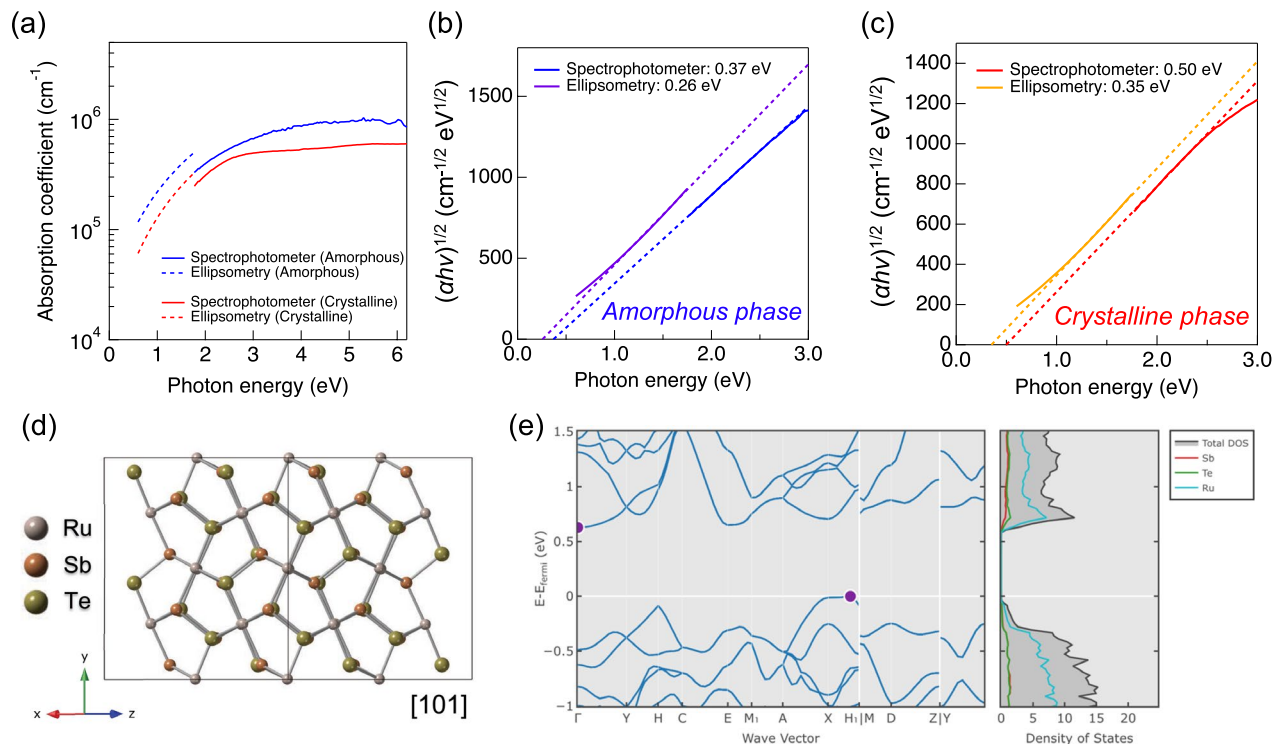 (a)
Absorption coefficient (cm⁻¹)
10⁶
10⁵
10⁴
Spectrophotometer (Amorphous)
Ellipsometry (Amorphous)
Spectrophotometer (Crystalline)
Ellipsometry (Crystalline)
0 1 2 3 4 5 6
Photon energy (eV)
(b)
(αhν)¹/² (cm⁻¹/² eV¹/²)
1500
1000
500
0
Spectrophotometer: 0.37 eV
Ellipsometry: 0.26 eV
Amorphous phase
0.0 1.0 2.0 3.0
Photon energy (eV)
(c)
(αhν)¹/² (cm⁻¹/² eV¹/²)
1400
1200
1000
800
600
400
200
0
Spectrophotometer: 0.50 eV
Ellipsometry: 0.35 eV
Crystalline phase
0.0 1.0 2.0 3.0
Photon energy (eV)
(d)
Ru
Sb
Te
y
x z
[101]
(e)
E-Efermi (eV)
1.5
1
0.5
0
−0.5
−1
Γ Y H C E M₁ A X H₁|M D Z|Y
Wave Vector
0 5 10 15 20
Density of States
Total DOS
Sb
Te
Ru